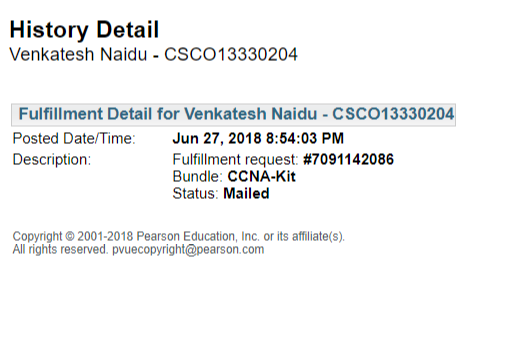 History Detail
Venkatesh Naidu - CSCO13330204
Fulfillment Detail for Venkatesh Naidu - CSCO13330204
Posted Date/Time: Jun 27, 2018 8:54:03 PM
Description: Fulfillment request: #7091142086
Bundle: CCNA-Kit
Status: Mailed
Copyright © 2001-2018 Pearson Education, Inc. or its affiliate(s).
All rights reserved. pvuecopyright@pearson.com